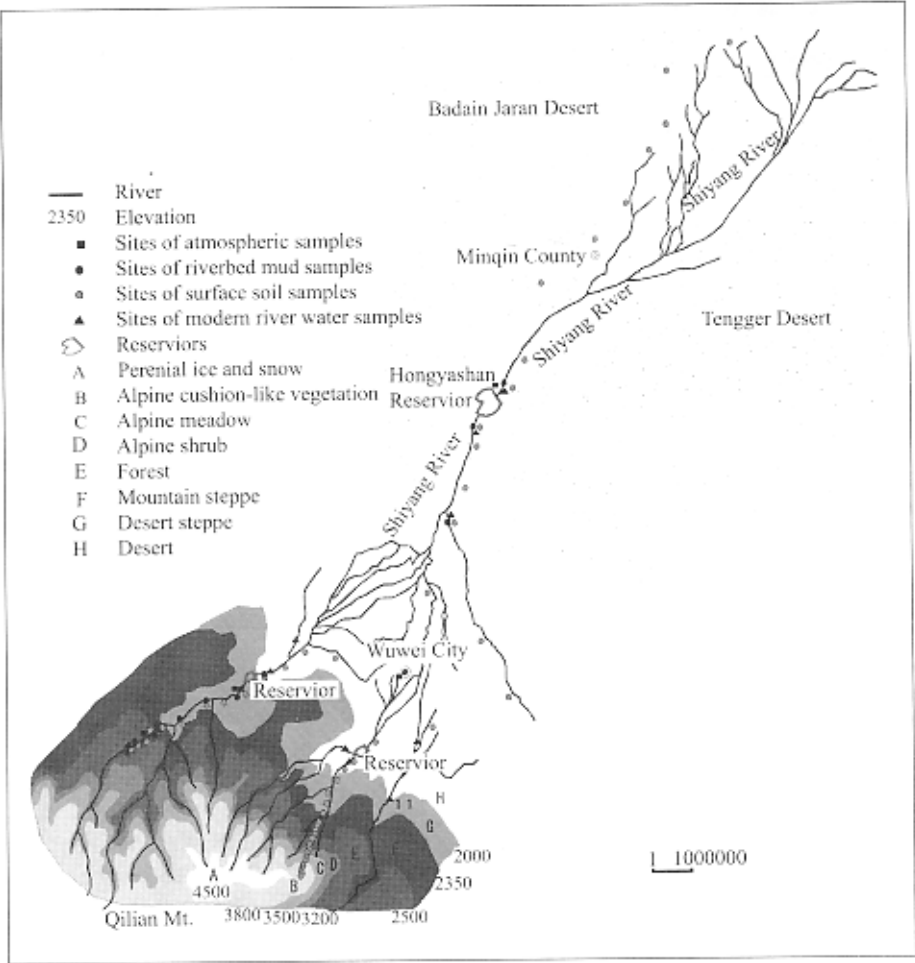 Badain Jaran Desert
Shiyang River
River
2350 Elevation
Sites of atmospheric samples
Minqin County
Sites of riverbed mud samples
Sites of surface soil samples
Shiyang River
Sites of modern river water samples
Tengger Desert
Reserviors
A Perenial ice and snow
Hongyashan
Reservior
B Alpine cushion-like vegetation
C Alpine meadow
D Alpine shrub
Shiyang River
E Forest
F Mountain steppe
G Desert steppe
H Desert
Wuwei City
Reservior
Reservior
H
1 1
G
E
D
C
B
A
2000
1 1000000
2350
4500
2500
3200
3500
3800
Qilian Mt.